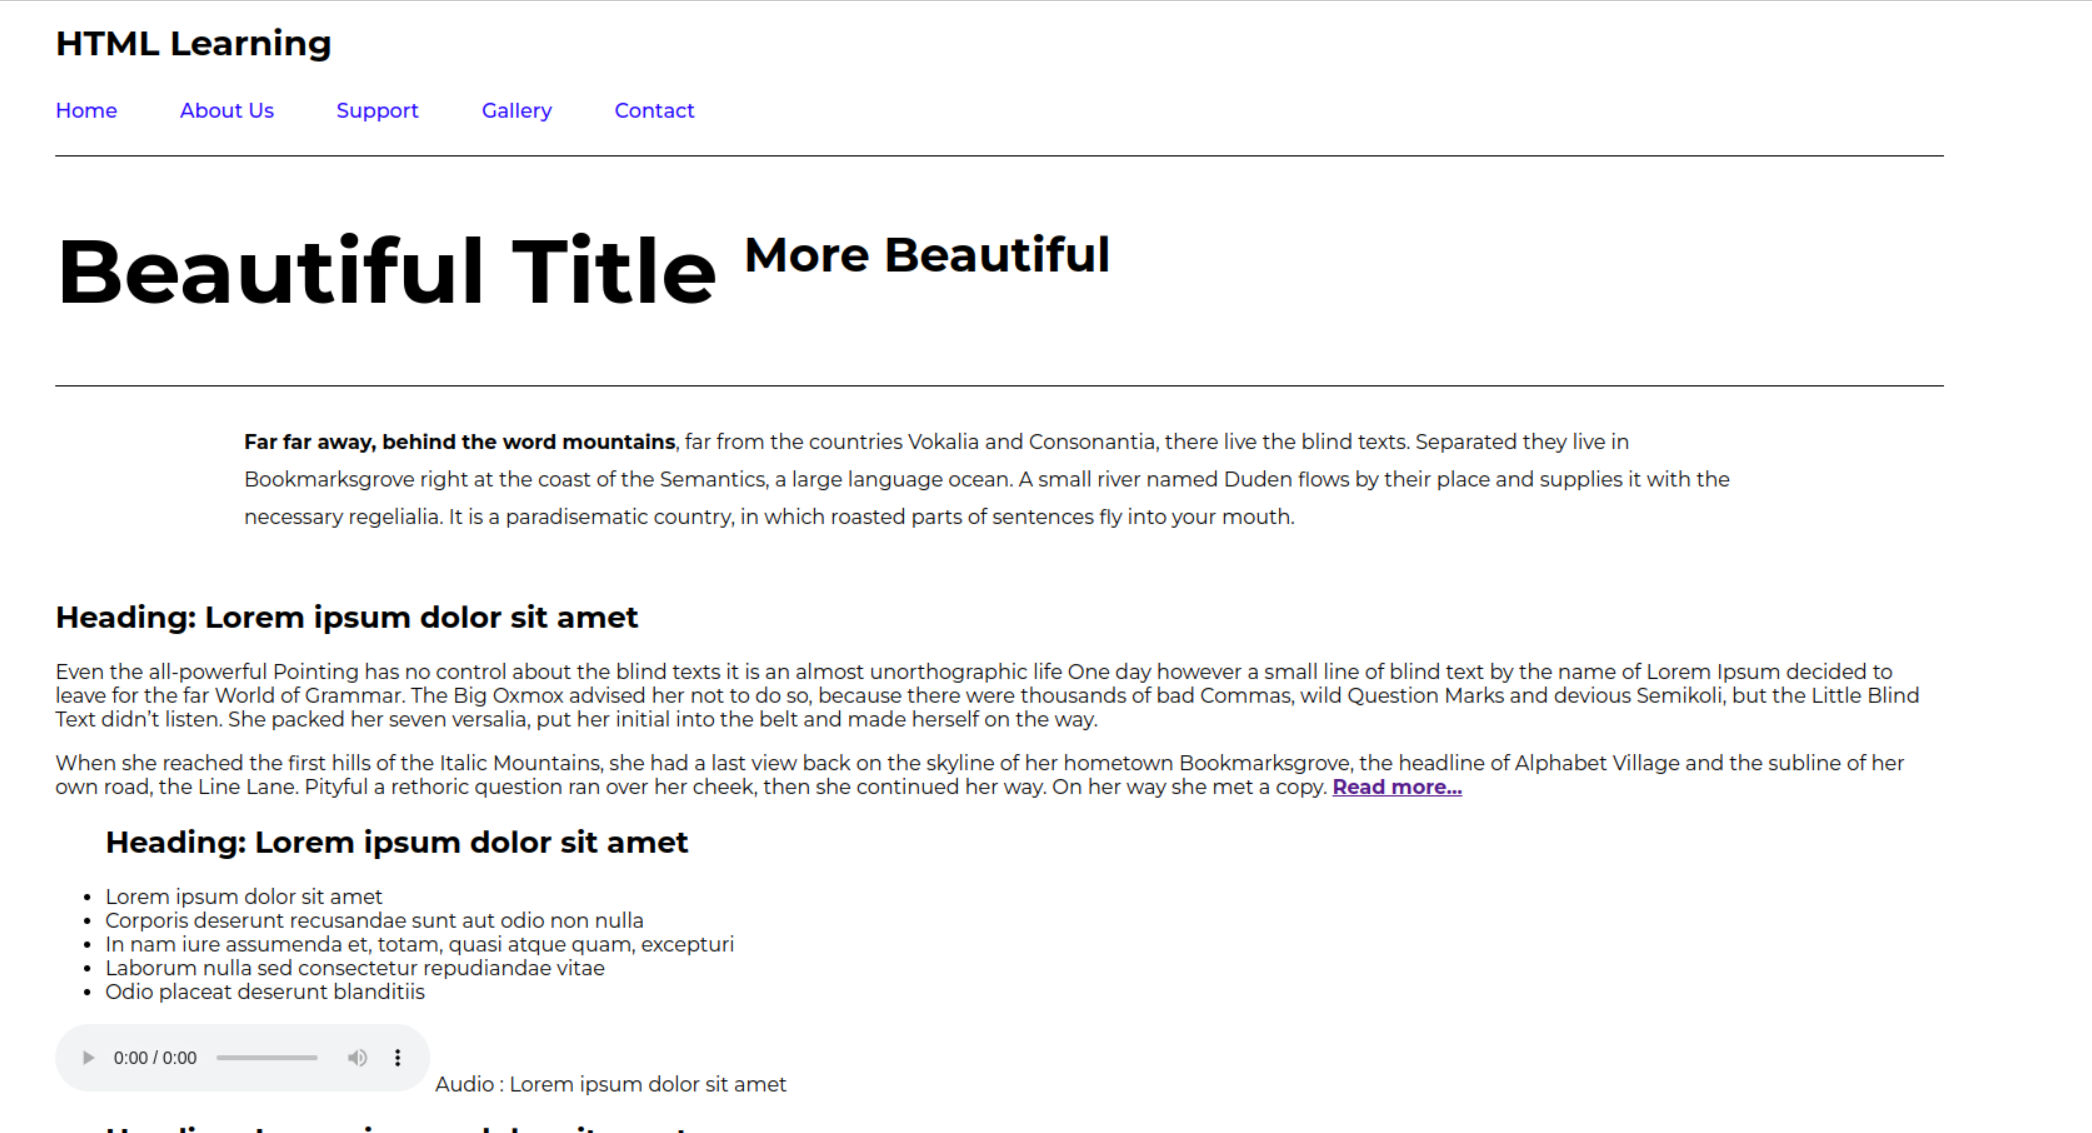 HTML Learning
Home About Us Support Gallery Contact
Beautiful Title More Beautiful
Far far away, behind the word mountains, far from the countries Vokalia and Consonantia, there live the blind texts. Separated they live in
Bookmarksgrove right at the coast of the Semantics, a large language ocean. A small river named Duden flows by their place and supplies it with the
necessary regelialia. It is a paradisematic country, in which roasted parts of sentences fly into your mouth.
Heading: Lorem ipsum dolor sit amet
Even the all-powerful Pointing has no control about the blind texts it is an almost unorthographic life One day however a small line of blind text by the name of Lorem Ipsum decided to
leave for the far World of Grammar. The Big Oxmox advised her not to do so, because there were thousands of bad Commas, wild Question Marks and devious Semikoli, but the Little Blind
Text didn’t listen. She packed her seven versalia, put her initial into the belt and made herself on the way.
When she reached the first hills of the Italic Mountains, she had a last view back on the skyline of her hometown Bookmarksgrove, the headline of Alphabet Village and the subline of her
own road, the Line Lane. Pityful a rethoric question ran over her cheek, then she continued her way. On her way she met a copy. Read more...
Heading: Lorem ipsum dolor sit amet
• Lorem ipsum dolor sit amet
• Corporis deserunt recusandae sunt aut odio non nulla
• In nam iure assumenda et, totam, quasi atque quam, excepturi
• Laborum nulla sed consectetur repudiandae vitae
• Odio placeat deserunt blanditiis
0:00 / 0:00
Audio : Lorem ipsum dolor sit amet